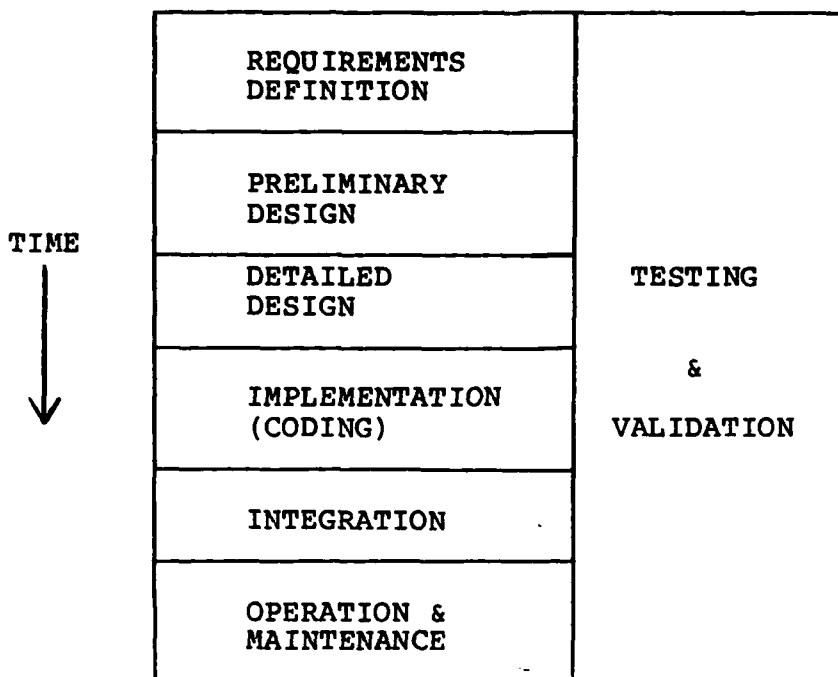 REQUIREMENTS
DEFINITION
PRELIMINARY
DESIGN
TIME
DETAILED
DESIGN
TESTING
&
IMPLEMENTATION
(CODING)
VALIDATION
INTEGRATION
OPERATION &
MAINTENANCE